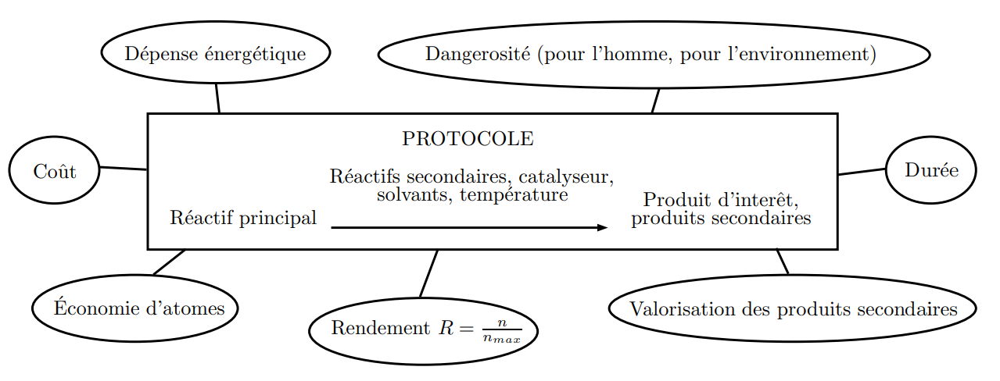 Dépense énergétique
Dangerosité (pour l'homme, pour l'environnement)
PROTOCOLE
Coût
Réactifs secondaires, catalyseur,
solvants, température
Durée
Réactif principal
Produit d'interêt,
produits secondaires
Économie d'atomes
Rendement R = n/n_max
Valorisation des produits secondaires